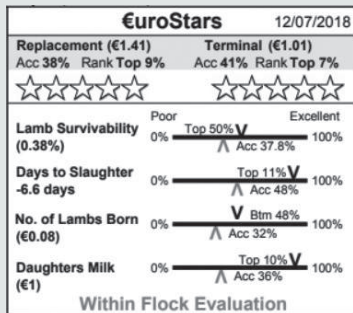 €uroStars 12/07/2018
Replacement (€1.41) Terminal (€1.01)
Acc 38% Rank Top 9% Acc 41% Rank Top 7%
Poor Excellent
Lamb Survivability (0.38%) 0% Top 50% Acc 37.8% 100%
Days to Slaughter -6.6 days 0% Top 11% Acc 48% 100%
No. of Lambs Born (€0.08) 0% Btm 48% Acc 32% 100%
Daughters Milk (€1) 0% Top 10% Acc 36% 100%
Within Flock Evaluation